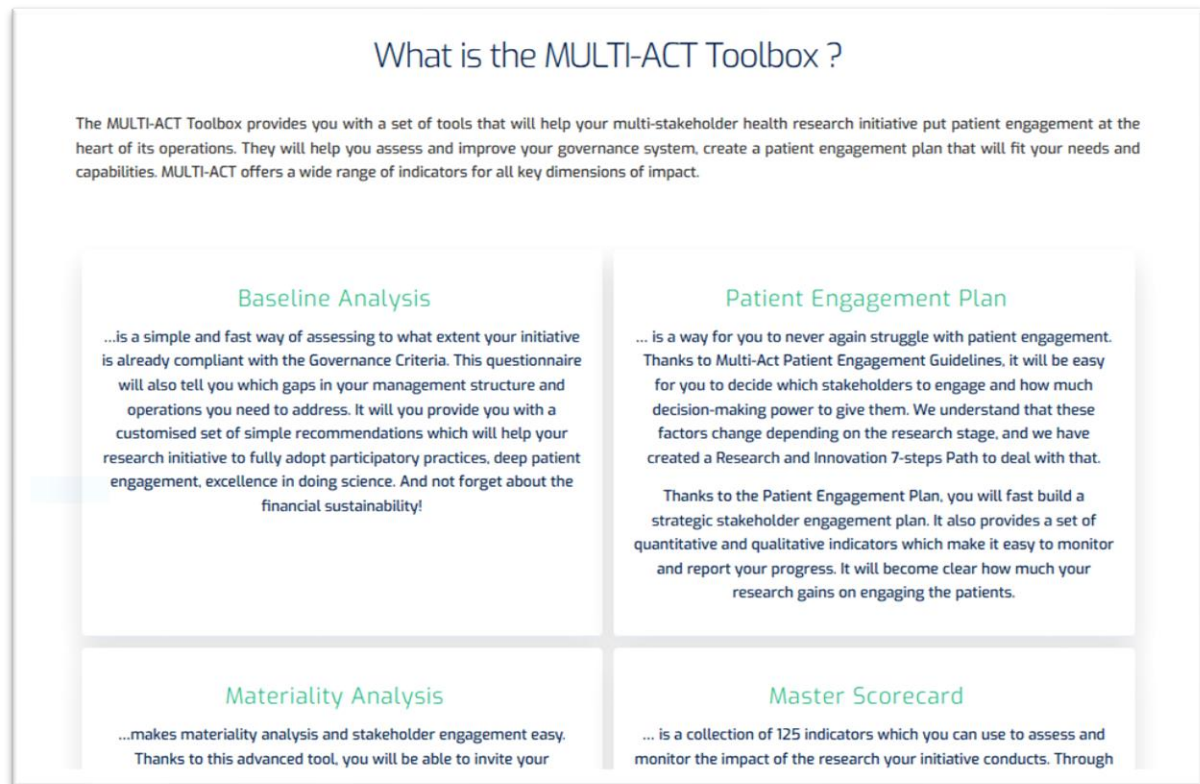 What is the MULTI-ACT Toolbox ?
The MULTI-ACT Toolbox provides you with a set of tools that will help your multi-stakeholder health research initiative put patient engagement at the
heart of its operations. They will help you assess and improve your governance system, create a patient engagement plan that will fit your needs and
capabilities. MULTI-ACT offers a wide range of indicators for all key dimensions of impact.
Baseline Analysis
...is a simple and fast way of assessing to what extent your initiative
is already compliant with the Governance Criteria. This questionnaire
will also tell you which gaps in your management structure and
operations you need to address. It will you provide you with a
customised set of simple recommendations which will help your
research initiative to fully adopt participatory practices, deep patient
engagement, excellence in doing science. And not forget about the
financial sustainability!
Patient Engagement Plan
... is a way for you to never again struggle with patient engagement.
Thanks to Multi-Act Patient Engagement Guidelines, it will be easy
for you to decide which stakeholders to engage and how much
decision-making power to give them. We understand that these
factors change depending on the research stage, and we have
created a Research and Innovation 7-steps Path to deal with that.
Thanks to the Patient Engagement Plan, you will fast build a
strategic stakeholder engagement plan. It also provides a set of
quantitative and qualitative indicators which make it easy to monitor
and report your progress. It will become clear how much your
research gains on engaging the patients.
Materiality Analysis
...makes materiality analysis and stakeholder engagement easy.
Thanks to this advanced tool, you will be able to invite your
Master Scorecard
... is a collection of 125 indicators which you can use to assess and
monitor the impact of the research your initiative conducts. Through